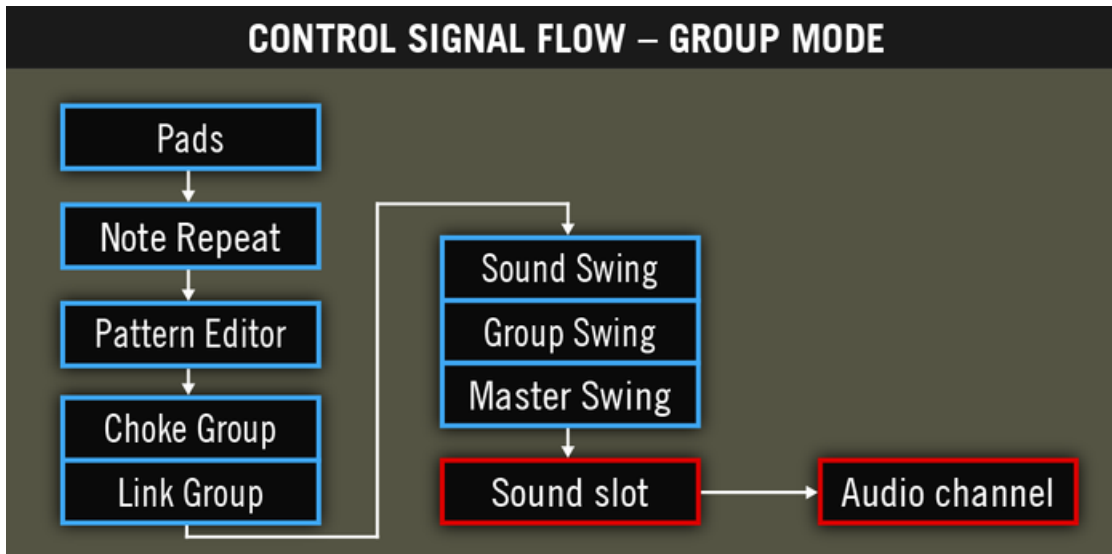 CONTROL SIGNAL FLOW – GROUP MODE
Pads
Note Repeat
Pattern Editor
Choke Group
Link Group
Sound Swing
Group Swing
Master Swing
Sound slot
Audio channel